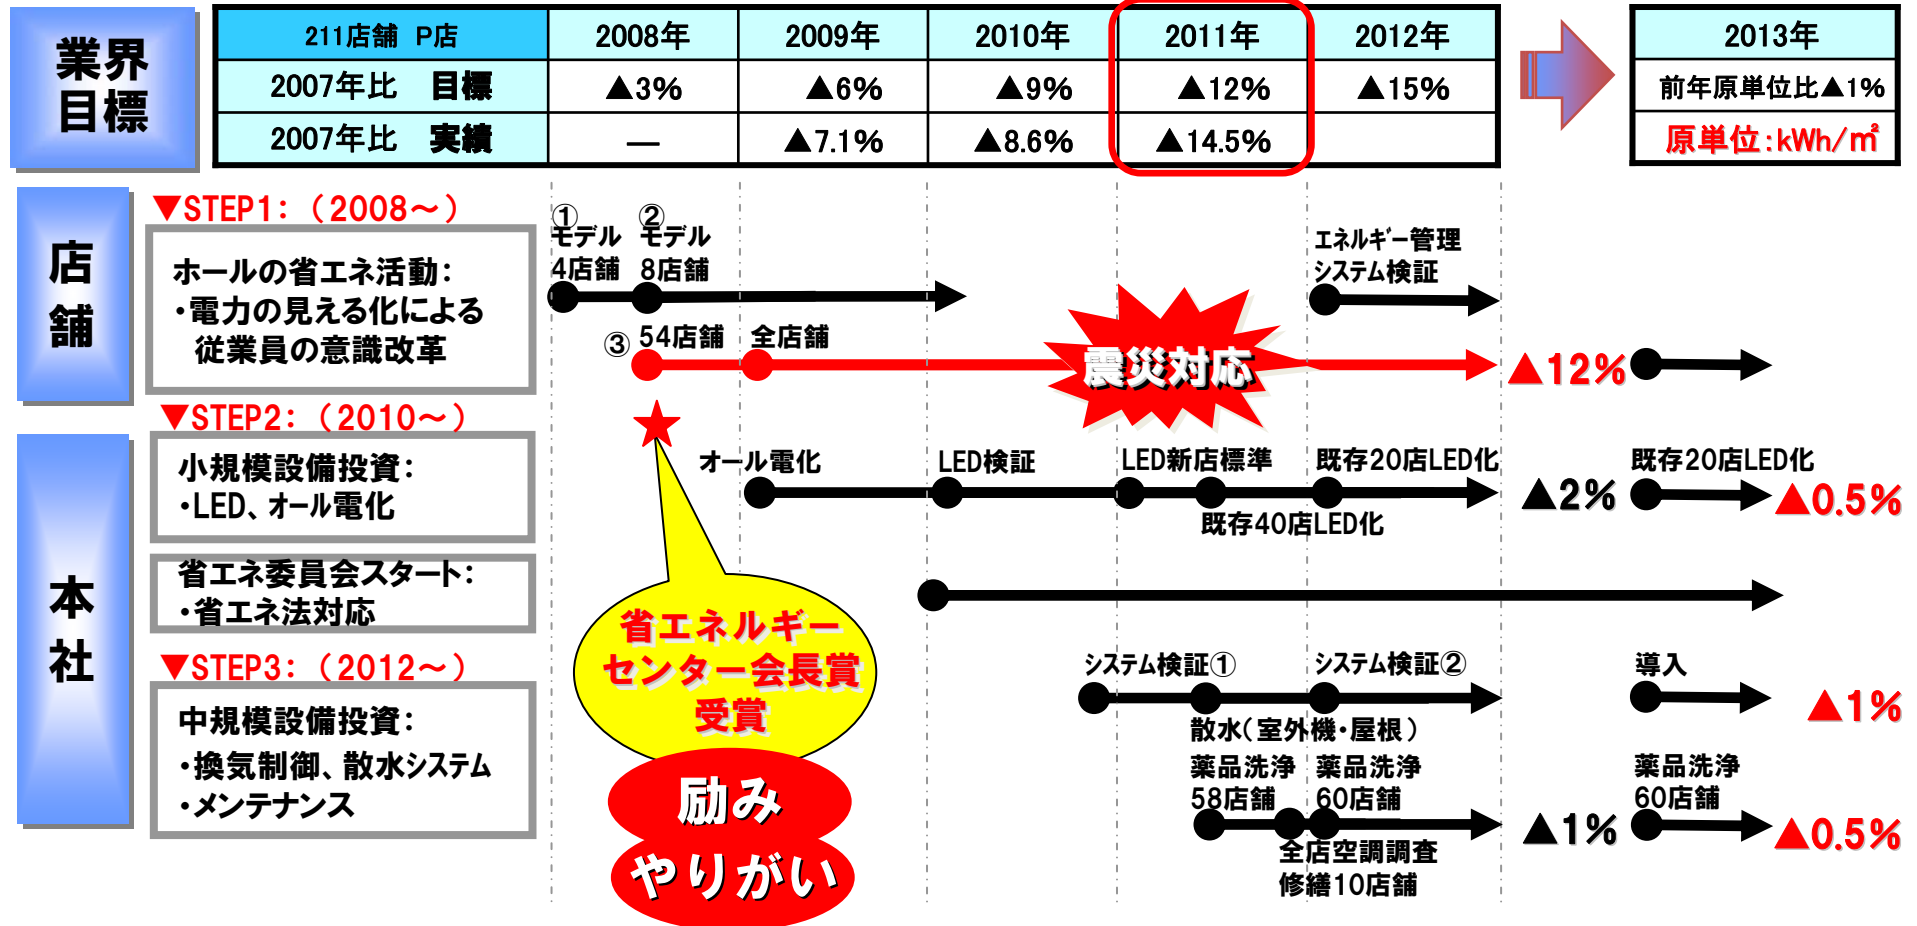 業界
目標
211店舗 P店 2008年 2009年 2010年 2011年 2012年
2007年比 目標 ▲3% ▲6% ▲9% ▲12% ▲15%
2007年比 実績 ― ▲7.1% ▲8.6% ▲14.5%
2013年
前年原単位比▲1%
原単位:kWh/㎡
店舗
▼STEP1:(2008～)
ホールの省エネ活動:
・電力の見える化による
従業員の意識改革
①
モデル
4店舗
②
モデル
8店舗
③
54店舗
全店舗
震災対応
エネルギー管理
システム検証
▲12%
本社
▼STEP2:(2010～)
小規模設備投資:
・LED、オール電化
オール電化
LED検証
LED新店標準
既存40店LED化
既存20店LED化
▲2%
既存20店LED化
▲0.5%
省エネ委員会スタート:
・省エネ法対応
省エネルギー
センター会長賞
受賞
励み
やりがい
▼STEP3:(2012～)
中規模設備投資:
・換気制御、散水システム
・メンテナンス
システム検証①
散水(室外機・屋根)
システム検証②
導入
▲1%
薬品洗浄
58店舗
薬品洗浄
60店舗
全店空調調査
修繕10店舗
▲1%
薬品洗浄
60店舗
▲0.5%